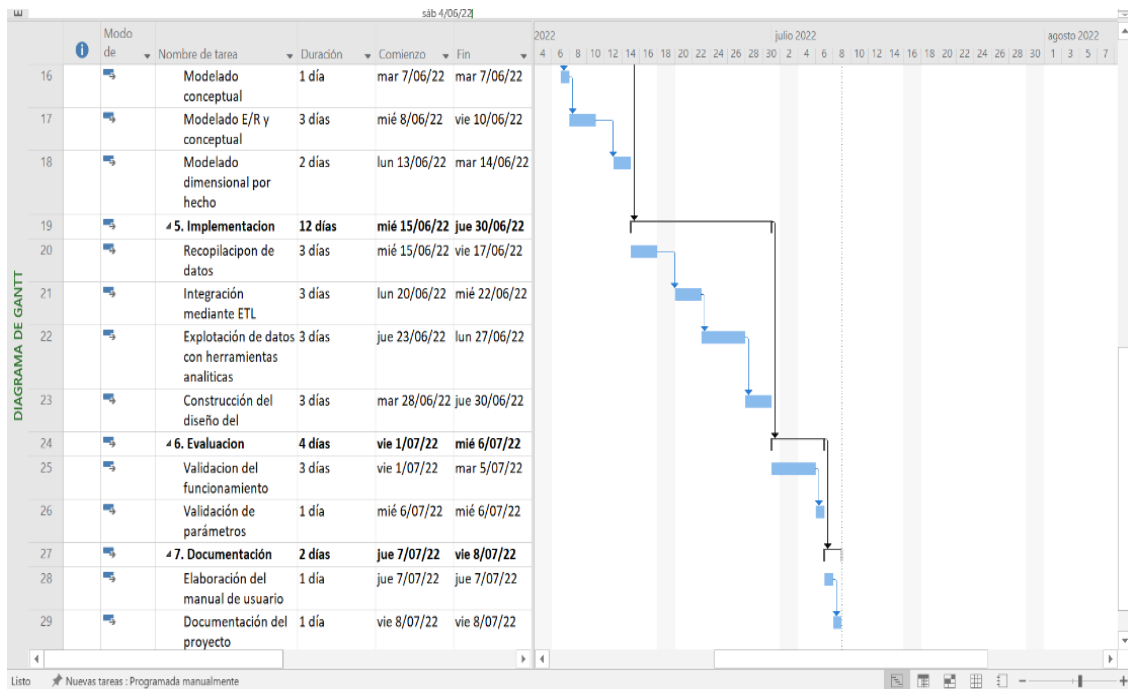 sáb 4/06/22
Modo de
Nombre de tarea
Duración
Comienzo
Fin
2022
julio 2022
agosto 2022
4 6 8 10 12 14 16 18 20 22 24 26 28 30 2 4 6 8 10 12 14 16 18 20 22 24 26 28 30 1 3 5 7
DIAGRAMA DE GANTT
16 Modelado 1 día mar 7/06/22 mar 7/06/22
conceptual
17 Modelado E/R y 3 días mié 8/06/22 vie 10/06/22
conceptual
18 Modelado 2 días lun 13/06/22 mar 14/06/22
dimensional por
hecho
19 5. Implementacion 12 días mié 15/06/22 jue 30/06/22
20 Recopilacipon de 3 días mié 15/06/22 vie 17/06/22
datos
21 Integración 3 días lun 20/06/22 mié 22/06/22
mediante ETL
22 Explotación de datos 3 días jue 23/06/22 lun 27/06/22
con herramientas
analiticas
23 Construcción del 3 días mar 28/06/22 jue 30/06/22
diseño del
24 6. Evaluacion 4 días vie 1/07/22 mié 6/07/22
25 Validacion del 3 días vie 1/07/22 mar 5/07/22
funcionamiento
26 Validación de 1 día mié 6/07/22 mié 6/07/22
parámetros
27 7. Documentación 2 días jue 7/07/22 vie 8/07/22
28 Elaboración del 1 día jue 7/07/22 jue 7/07/22
manual de usuario
29 Documentación del 1 día vie 8/07/22 vie 8/07/22
proyecto
Listo Nuevas tareas : Programada manualmente